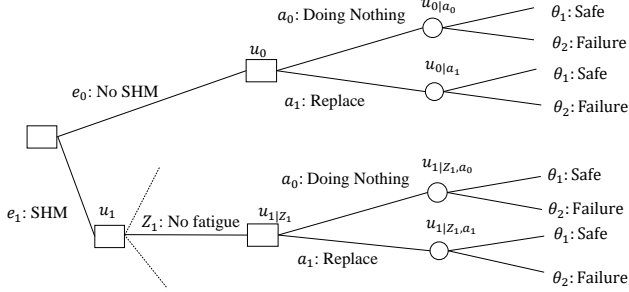 a₀: Doing Nothing
u₀|a₀
θ₁: Safe
θ₂: Failure
u₀
u₀|a₁
θ₁: Safe
e₀: No SHM
a₁: Replace
θ₂: Failure
a₀: Doing Nothing
u₁|Z₁,a₀
θ₁: Safe
θ₂: Failure
e₁: SHM
u₁
Z₁: No fatigue
u₁|Z₁
u₁|Z₁,a₁
θ₁: Safe
a₁: Replace
θ₂: Failure